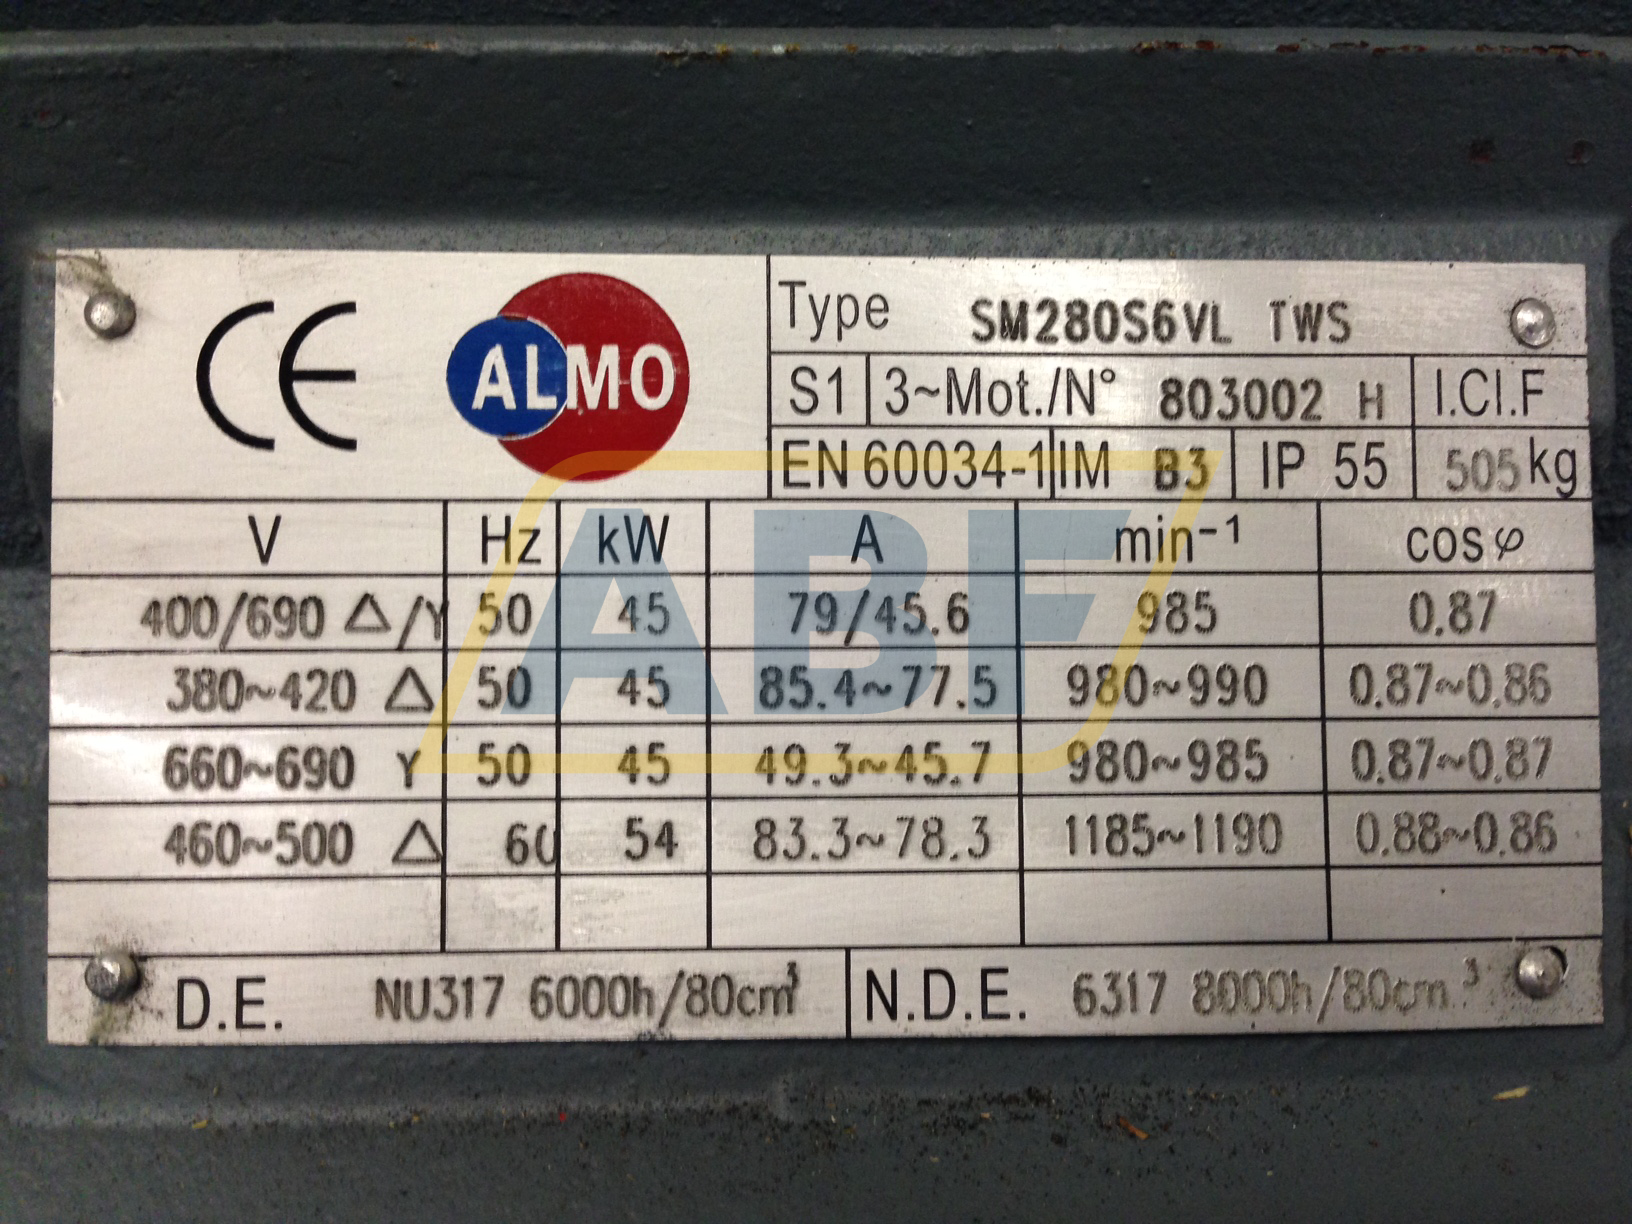 CE ALMO
Type SM280S6VL TWS
S1 3~Mot./N° 803002 H I.Cl.F
EN 60034-1 IM B3 IP 55 505kg
V Hz kW A min⁻¹ cosφ
400/690 △/Y 50 45 79/45.6 985 0.87
380~420 △ 50 45 85.4~77.5 980~990 0.87~0.86
660~690 Y 50 45 49.3~45.7 980~985 0.87~0.87
460~500 △ 60 54 83.3~78.3 1185~1190 0.88~0.86
D.E. NU317 6000h/80cm³ N.D.E. 6317 8000h/80cm³
ABF